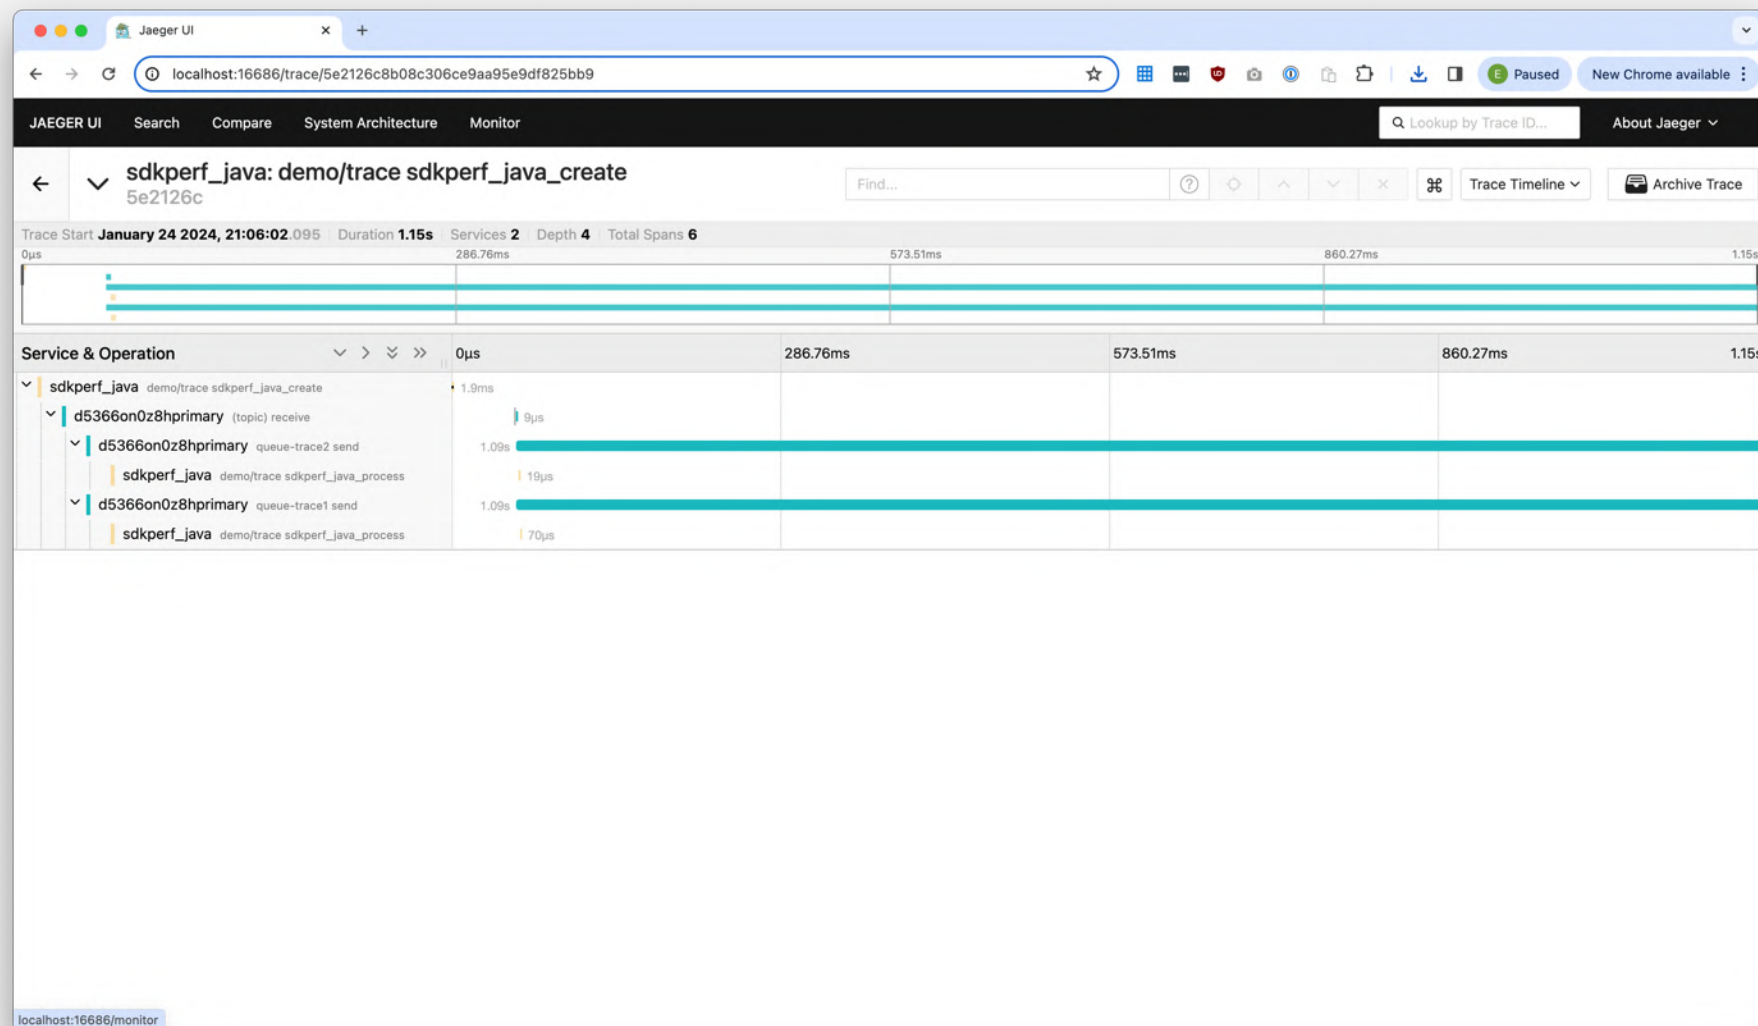 Jaeger UI
localhost:16686/trace/5e2126c8b08c306ce9aa95e9df825bb9
E Paused
New Chrome available
JAEGER UI Search Compare System Architecture Monitor Lookup by Trace ID... About Jaeger
sdkperf_java: demo/trace sdkperf_java_create
5e2126c
Find...
Trace Timeline
Archive Trace
Trace Start January 24 2024, 21:06:02.095 Duration 1.15s Services 2 Depth 4 Total Spans 6
0μs 286.76ms 573.51ms 860.27ms 1.15s
Service & Operation 0μs 286.76ms 573.51ms 860.27ms 1.15s
sdkperf_java demo/trace sdkperf_java_create 1.9ms
d5366on0z8hprimary (topic) receive 9μs
d5366on0z8hprimary queue-trace2 send 1.09s
sdkperf_java demo/trace sdkperf_java_process 19μs
d5366on0z8hprimary queue-trace1 send 1.09s
sdkperf_java demo/trace sdkperf_java_process 70μs
localhost:16686/monitor